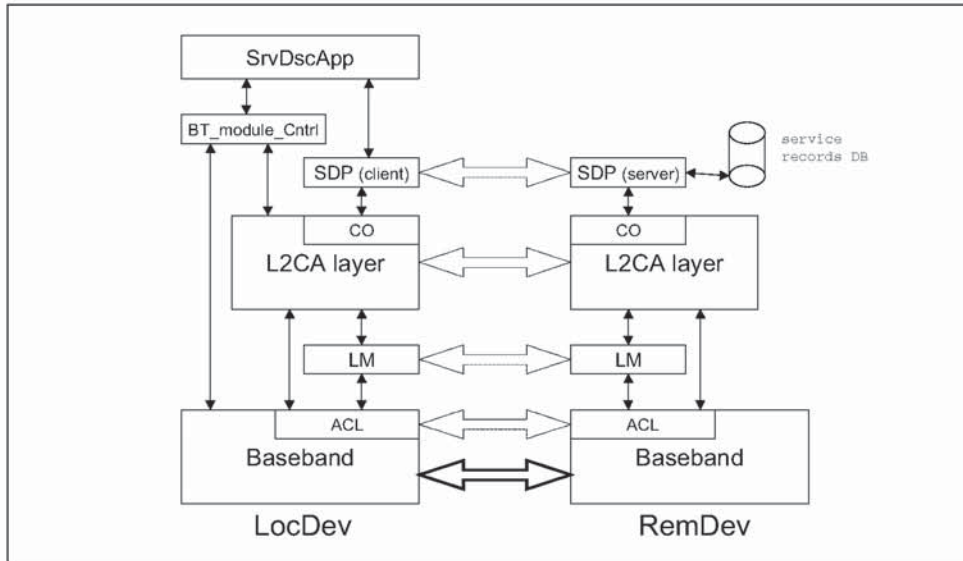 SrvDscApp
BT_module_Cntrl
service
records DB
SDP (client)
SDP (server)
CO
CO
L2CA layer
L2CA layer
LM
LM
ACL
ACL
Baseband
Baseband
LocDev
RemDev